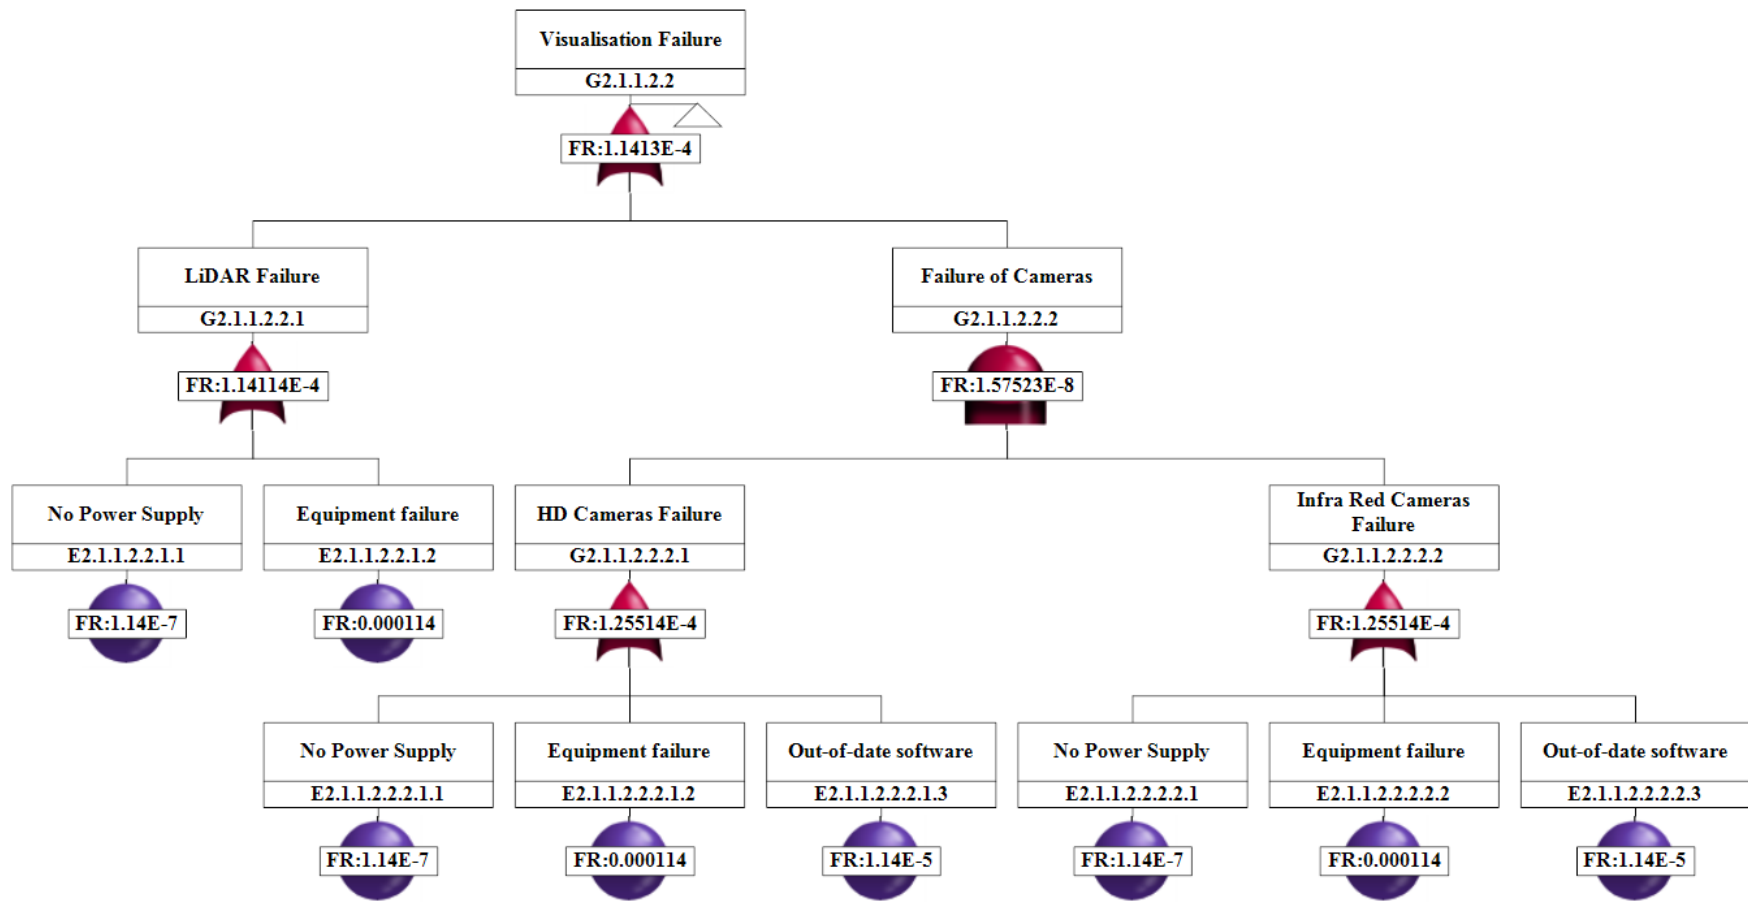 Visualisation Failure
G2.1.1.2.2
FR:1.1413E-4
LiDAR Failure
G2.1.1.2.2.1
FR:1.14114E-4
Failure of Cameras
G2.1.1.2.2.2
FR:1.57523E-8
No Power Supply
E2.1.1.2.2.1.1
FR:1.14E-7
Equipment failure
E2.1.1.2.2.1.2
FR:0.000114
HD Cameras Failure
G2.1.1.2.2.2.1
FR:1.25514E-4
Infra Red Cameras
Failure
G2.1.1.2.2.2.2
FR:1.25514E-4
No Power Supply
E2.1.1.2.2.2.1.1
FR:1.14E-7
Equipment failure
E2.1.1.2.2.2.1.2
FR:0.000114
Out-of-date software
E2.1.1.2.2.2.1.3
FR:1.14E-5
No Power Supply
E2.1.1.2.2.2.2.1
FR:1.14E-7
Equipment failure
E2.1.1.2.2.2.2.2
FR:0.000114
Out-of-date software
E2.1.1.2.2.2.2.3
FR:1.14E-5